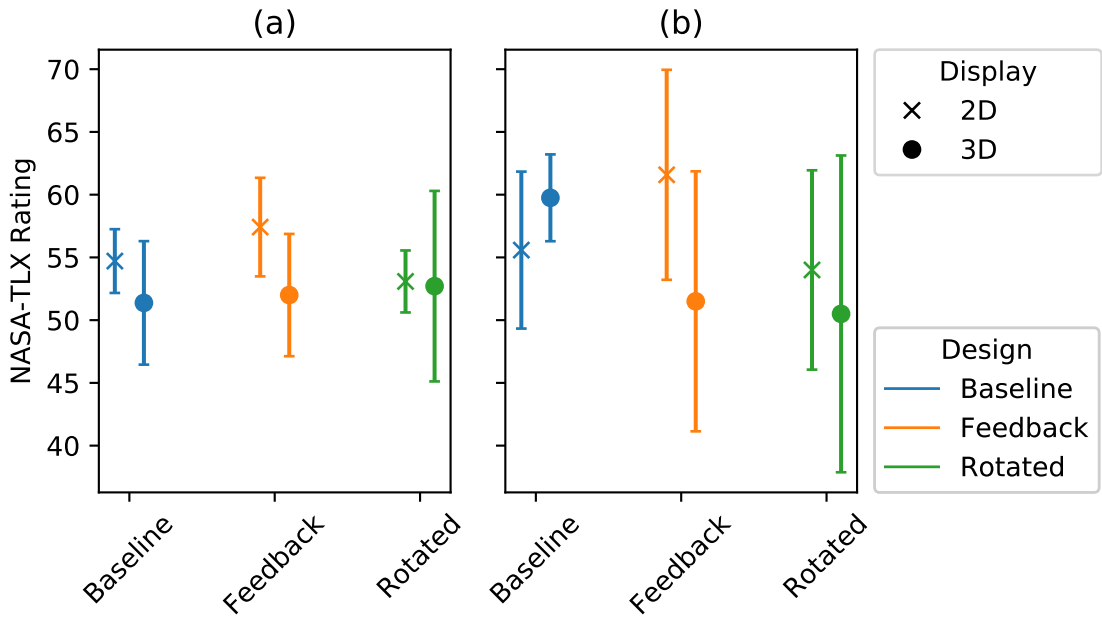 (a)
(b)
NASA-TLX Rating
70
65
60
55
50
45
40
Baseline
Feedback
Rotated
Baseline
Feedback
Rotated
Display
2D
3D
Design
Baseline
Feedback
Rotated